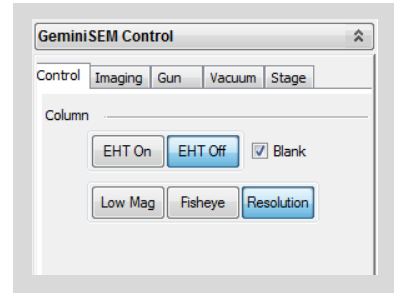 GeminiSEM Control
Control Imaging Gun Vacuum Stage
Column
EHT On EHT Off Blank
Low Mag Fisheye Resolution